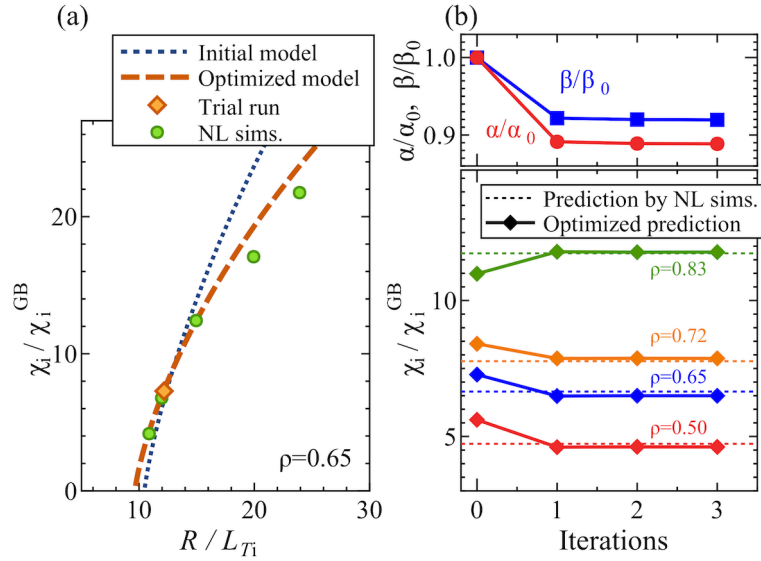 (a)
Initial model
Optimized model
Trial run
NL sims.
20
10
0
χi / χi^GB
10
20
30
R / LTi
ρ=0.65
(b)
1.0
0.9
α/α0, β/β0
β/β0
α/α0
Prediction by NL sims.
Optimized prediction
10
5
χi / χi^GB
ρ=0.83
ρ=0.72
ρ=0.65
ρ=0.50
0
1
2
3
Iterations